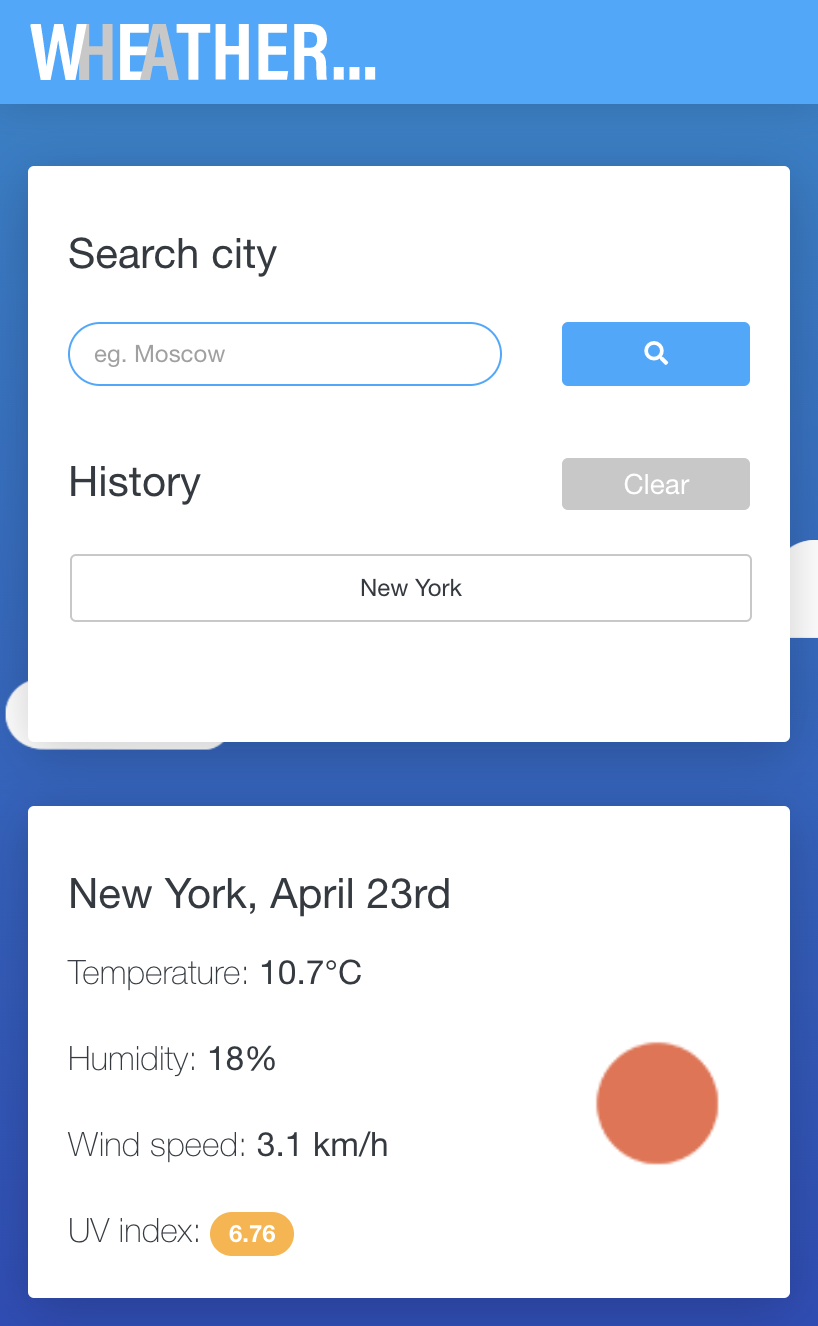 WHEATHER...
Search city
eg. Moscow
History
Clear
New York
New York, April 23rd
Temperature: 10.7°C
Humidity: 18%
Wind speed: 3.1 km/h
UV index: 6.76